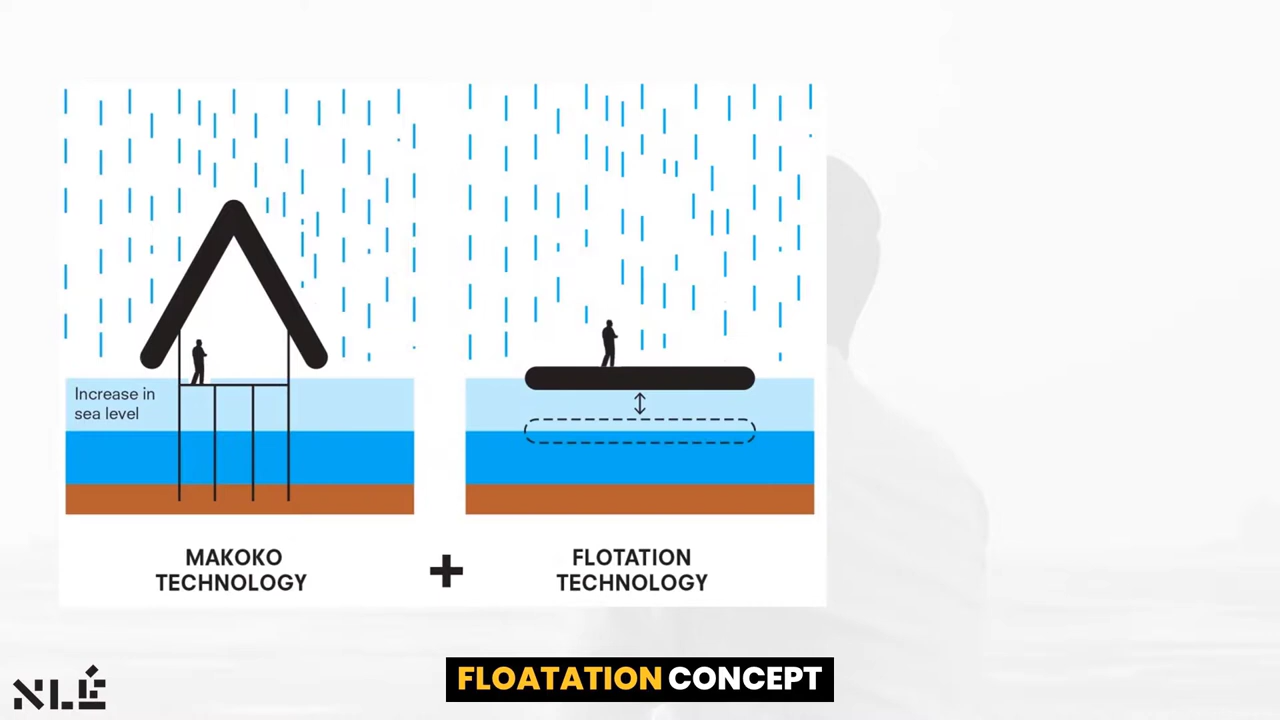 Increase in
sea level
MAKOKO
TECHNOLOGY
+
FLOTATION
TECHNOLOGY
FLOATATION CONCEPT
NLÉ